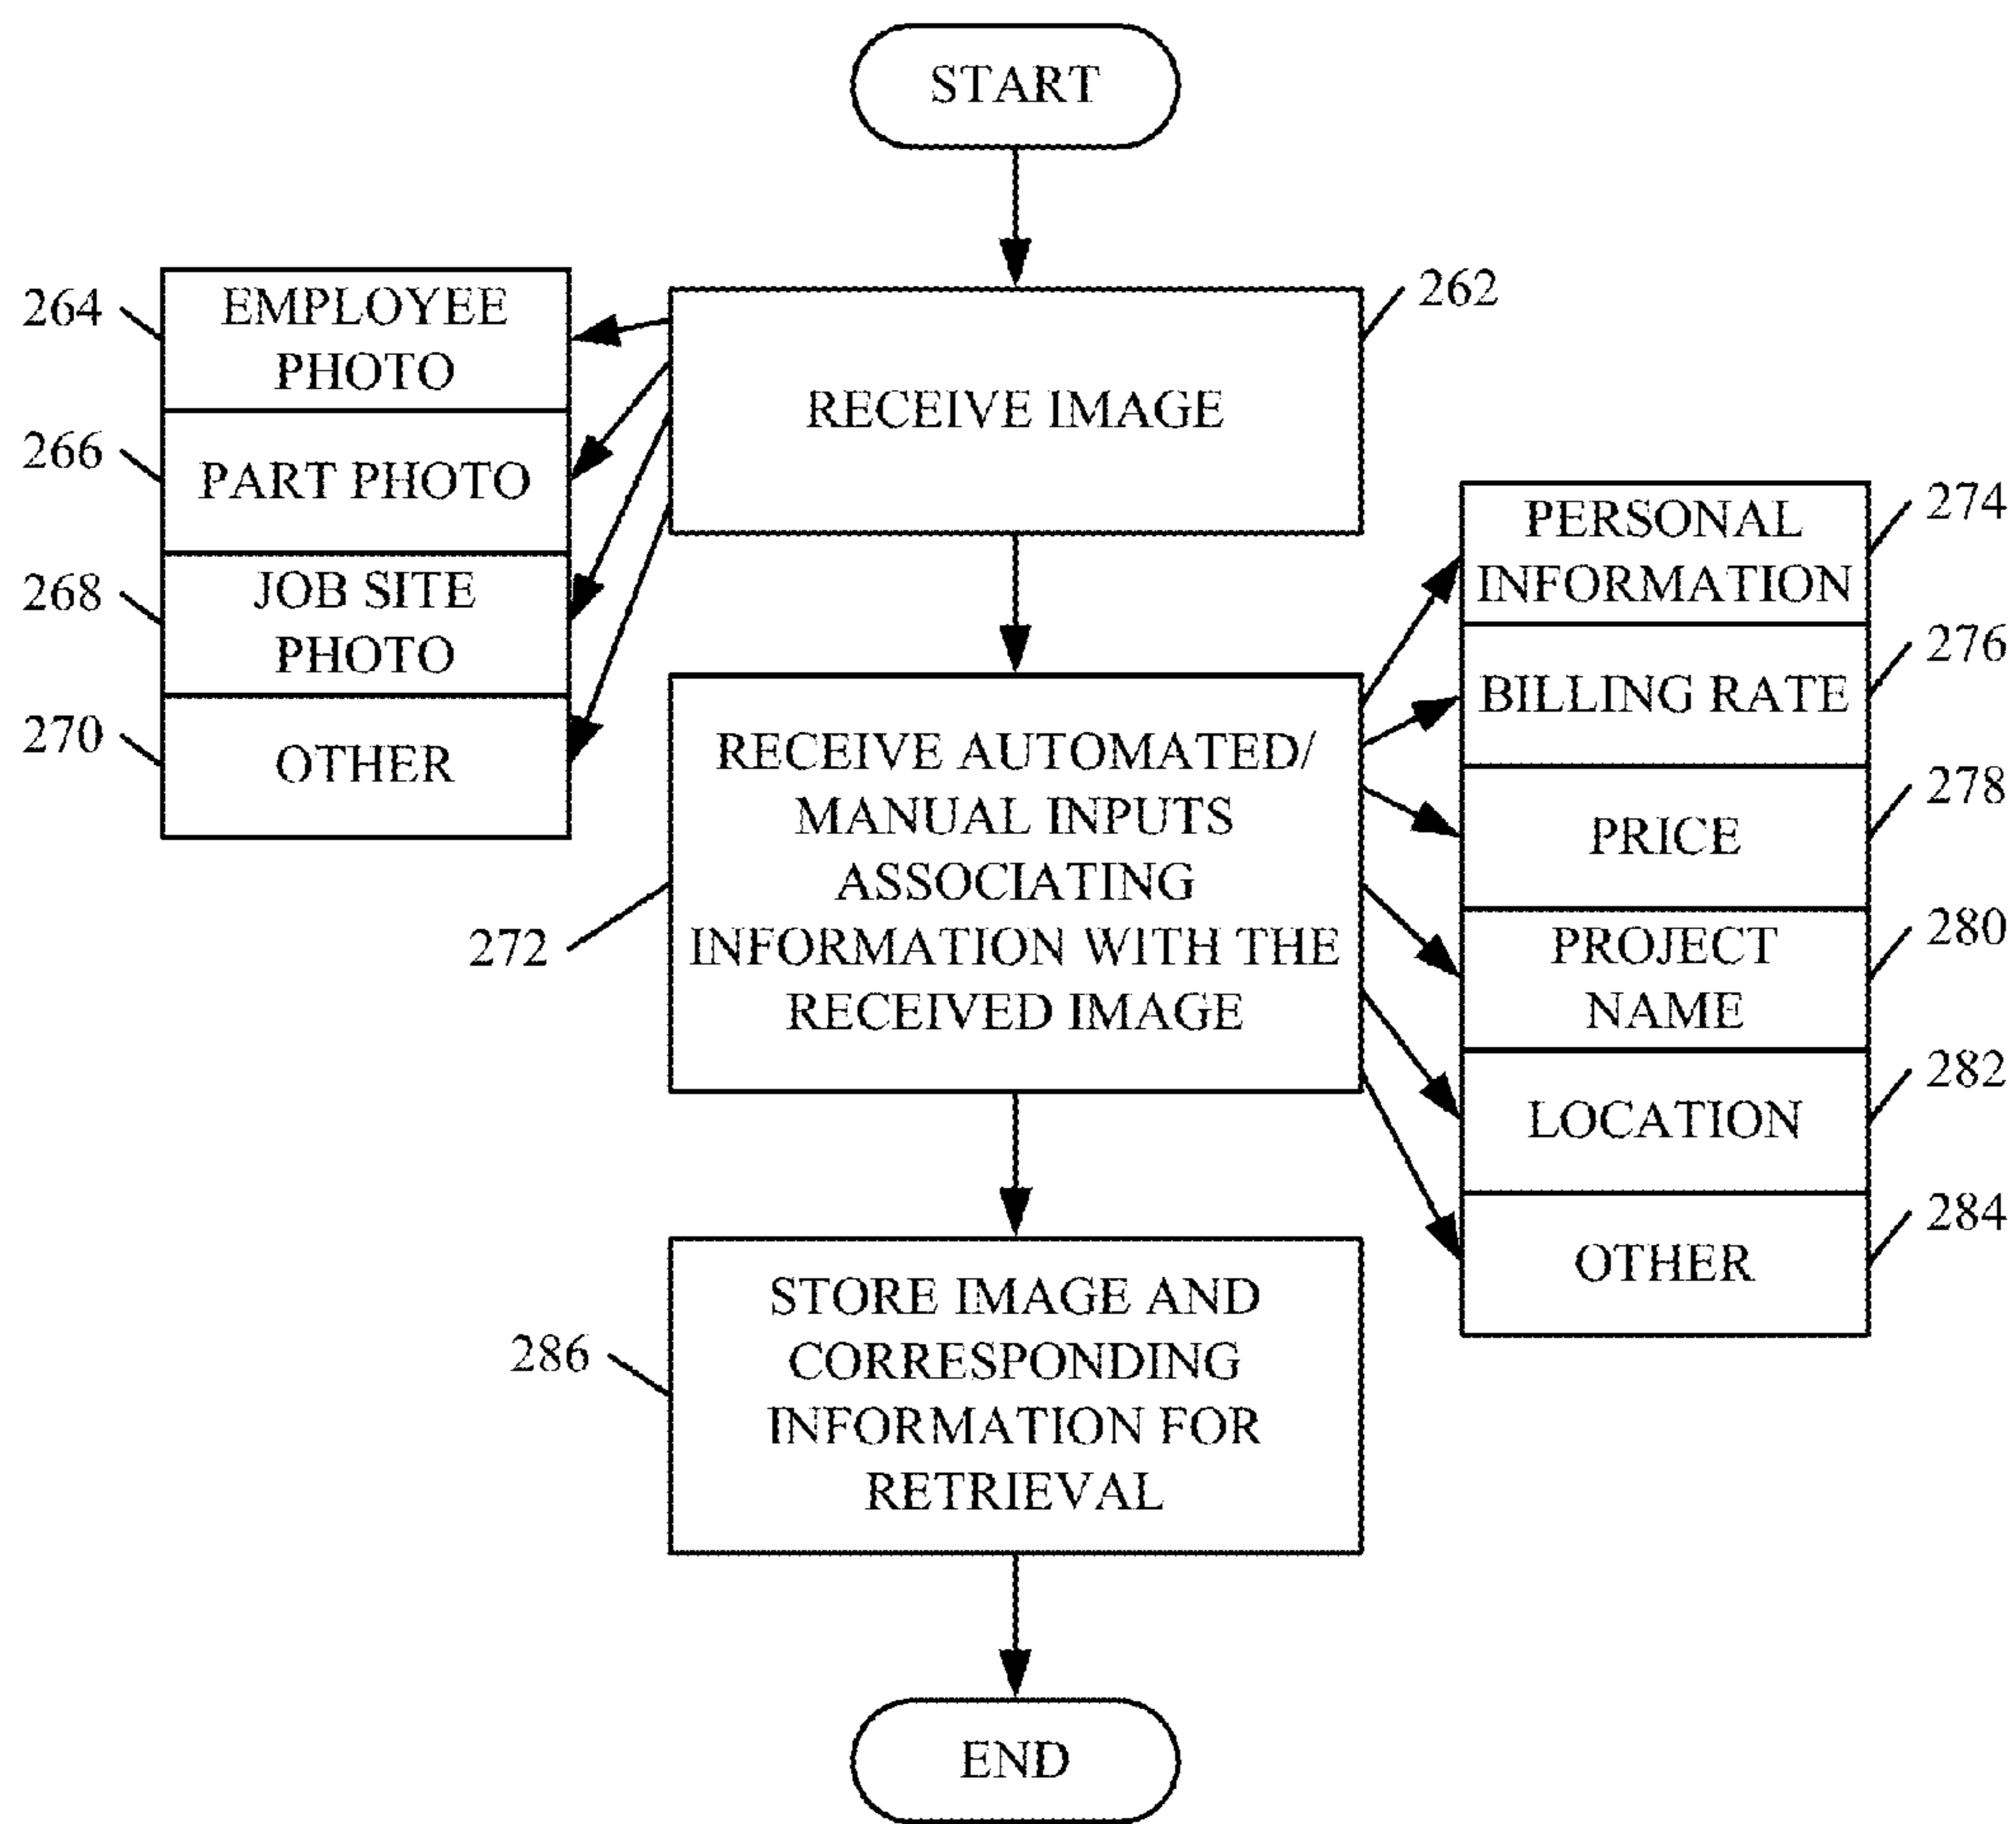 START
262
RECEIVE IMAGE
264
EMPLOYEE
PHOTO
266
PART PHOTO
268
JOB SITE
PHOTO
270
OTHER
272
RECEIVE AUTOMATED/
MANUAL INPUTS
ASSOCIATING
INFORMATION WITH THE
RECEIVED IMAGE
PERSONAL
INFORMATION
274
BILLING RATE
276
PRICE
278
PROJECT
NAME
280
LOCATION
282
OTHER
284
286
STORE IMAGE AND
CORRESPONDING
INFORMATION FOR
RETRIEVAL
END